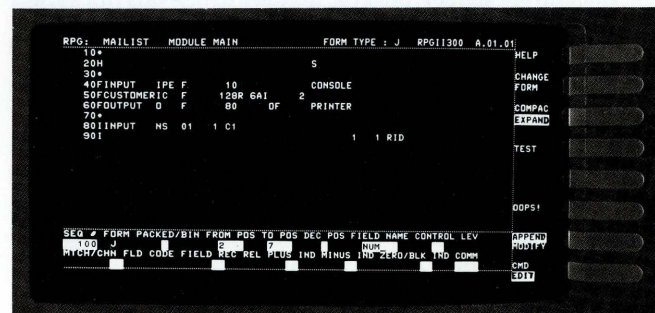 RPG: MAILIST MODULE MAIN FORM TYPE : J RPGII300 A.01.01
10*
20H S
30*
40FINPUT IPE F 10 CONSOLE
50FCUSTOMERIC F 128R 6AI 2
60FOUTPUT O F 80 OF PRINTER
70*
80IINPUT NS 01 1 C1
90I 1 1 RID
HELP
CHANGE
FORM
COMPAC
EXPAND
TEST
OOPS!
APPEND
MODIFY
CMD
EDIT
SEQ # FORM PACKED/BIN FROM POS TO POS DEC POS FIELD NAME CONTROL LEV
100 J 2 7 NUM_
MTCH/CHN FLD CODE FIELD REC REL PLUS IND MINUS IND ZERO/BLK IND COMM